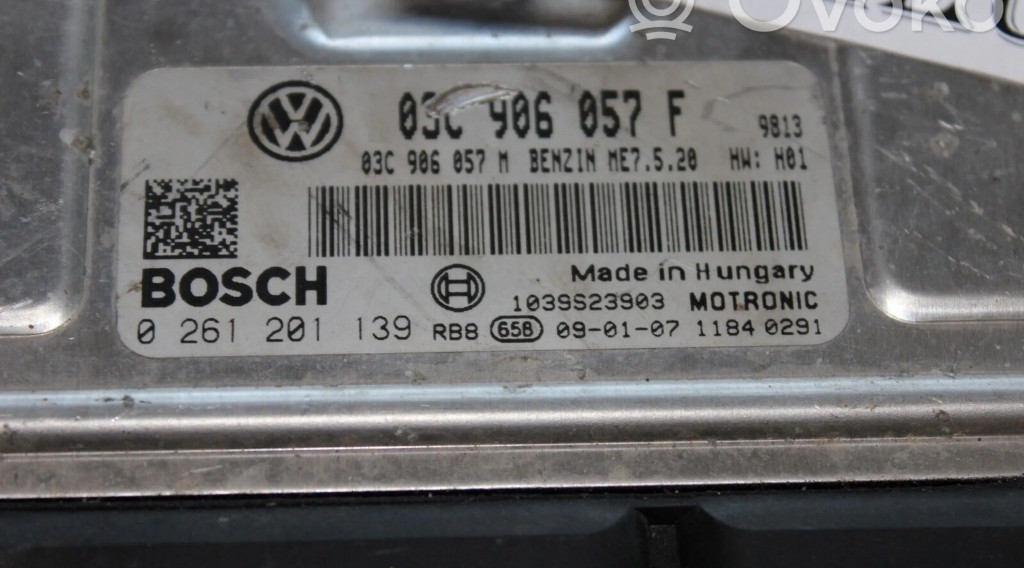 Ovoko
03C 906 057 F 9813
03C 906 057 M BENZIN ME7.5.20 HW: H01
BOSCH Made in Hungary
1039S23903 MOTRONIC
0 261 201 139 RB8 658 09-01-07 1184 0291